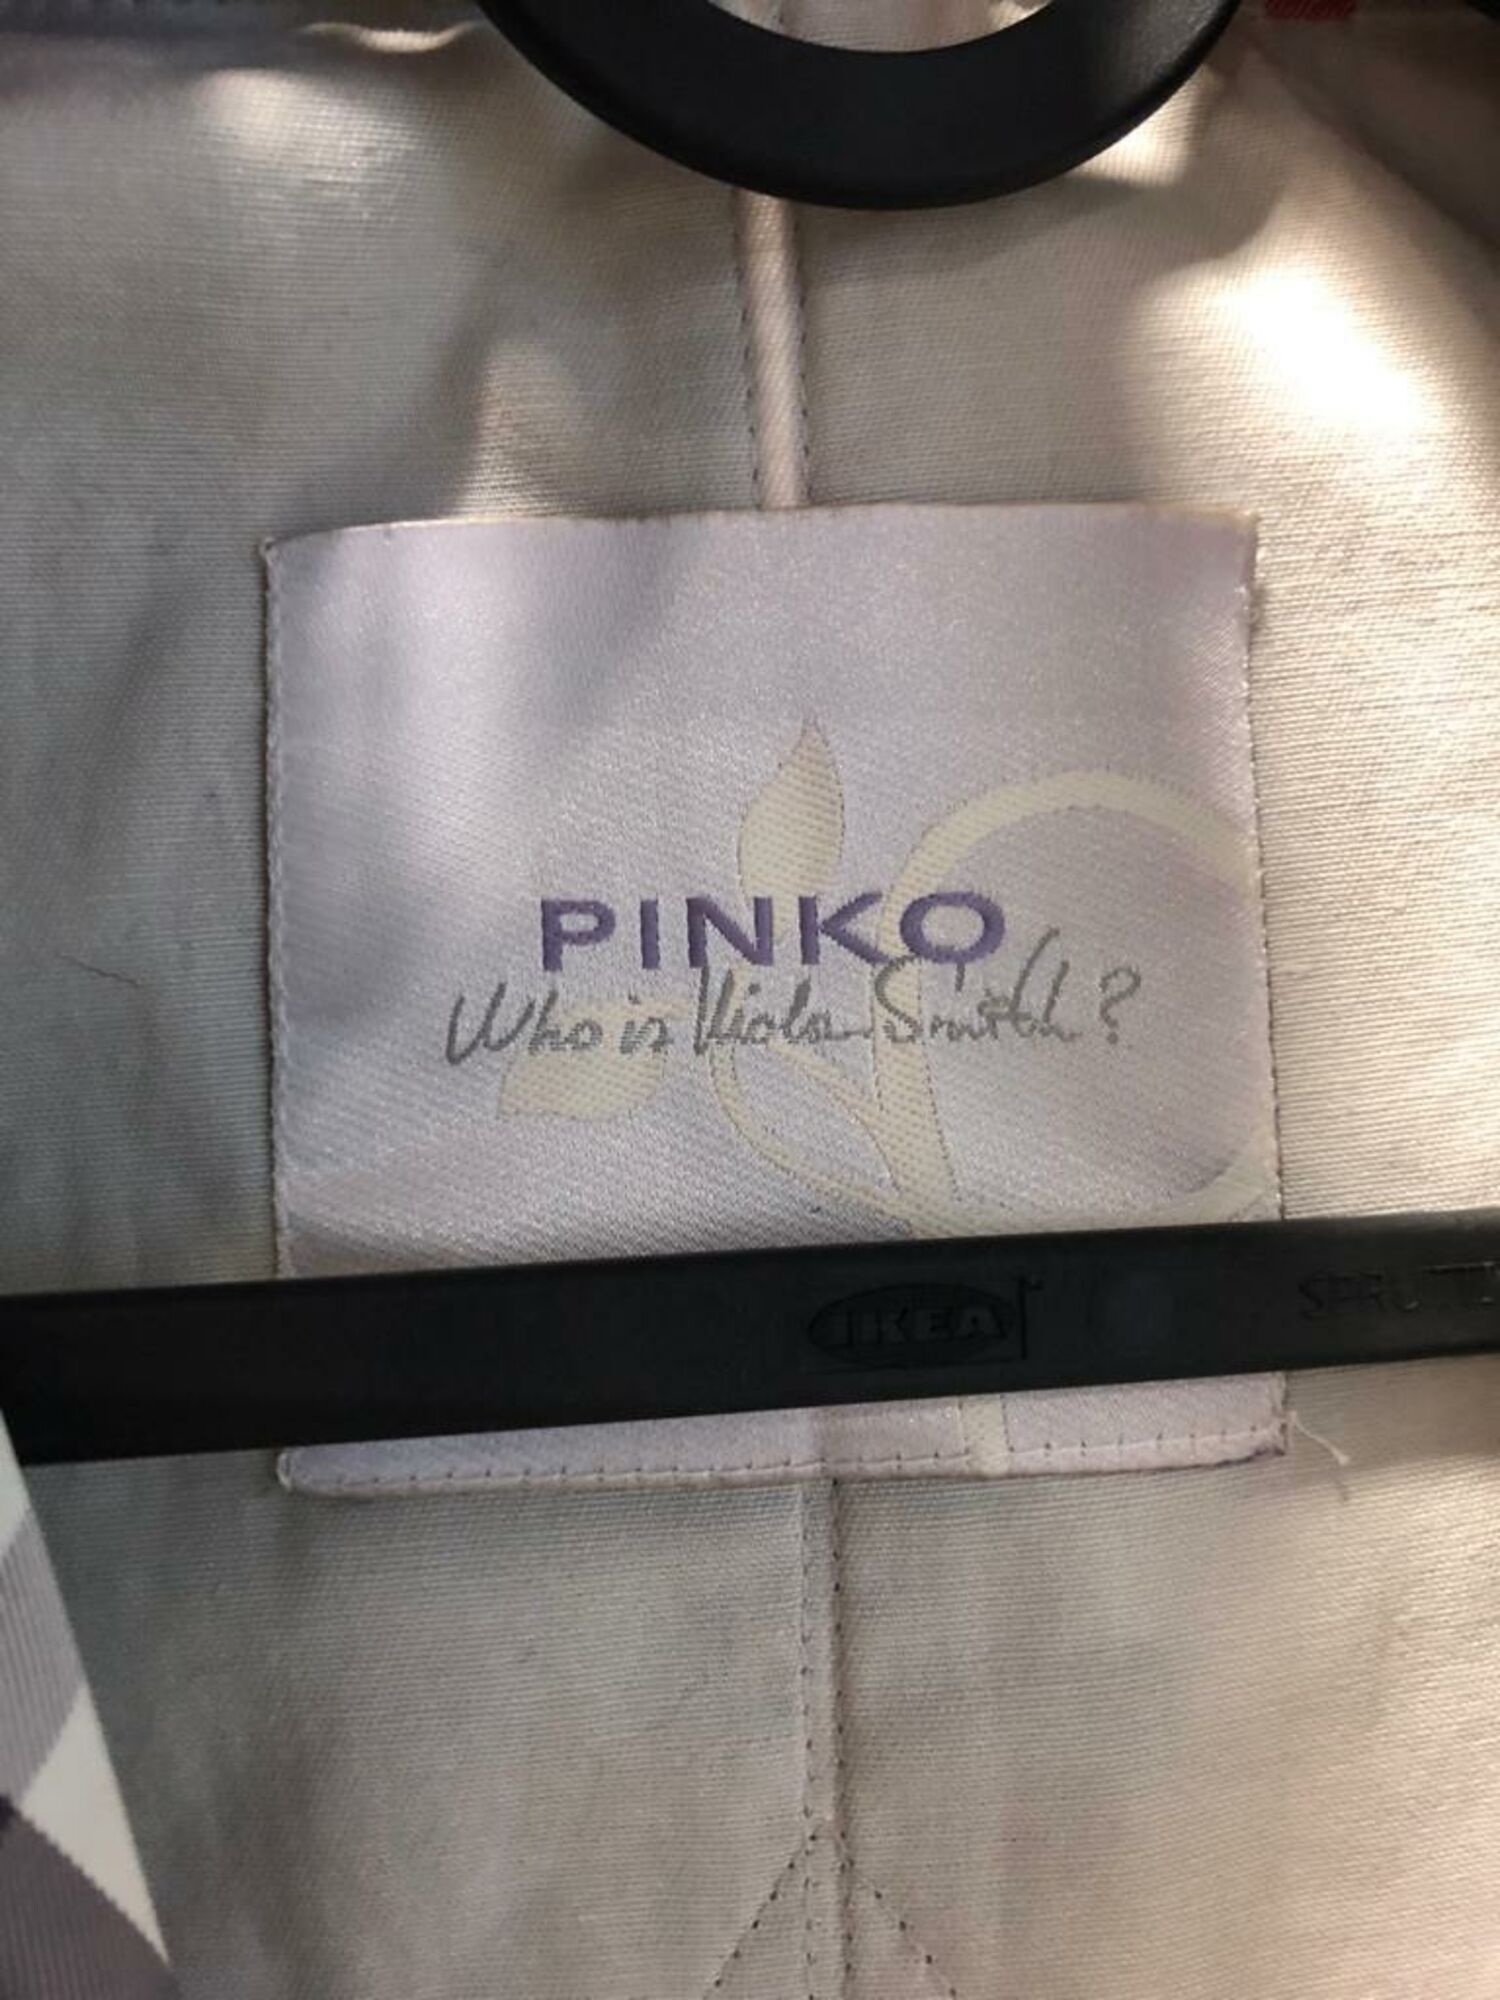 PINKO
Who is Viola Smith?
IKEA